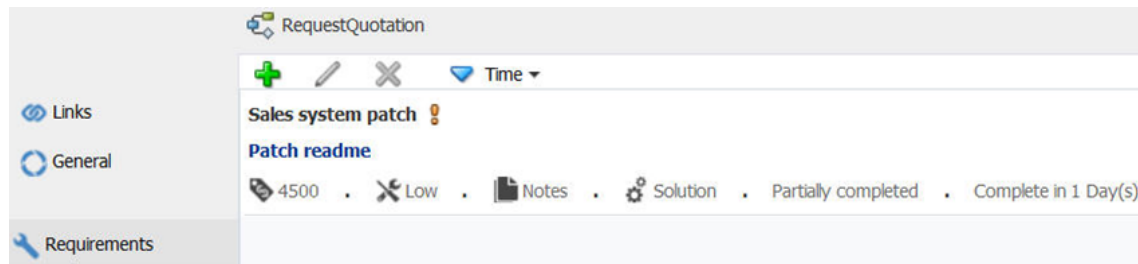 RequestQuotation
Time
Links
Sales system patch
General
Patch readme
4500 . Low . Notes . Solution . Partially completed . Complete in 1 Day(s)
Requirements